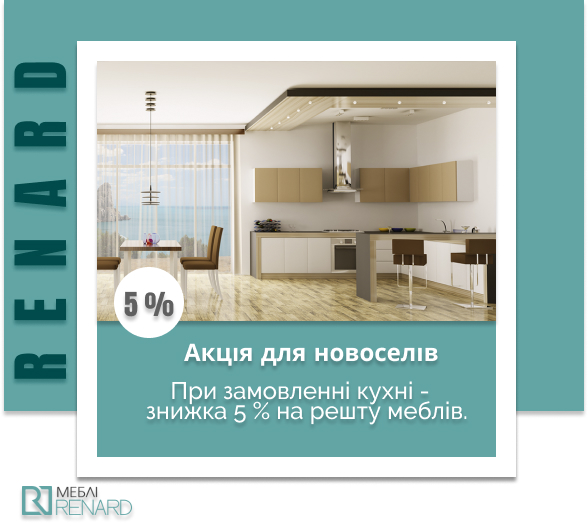 RENARD
5 %
Акція для новоселів
При замовленні кухні -
знижка 5 % на решту меблів.
МЕБЛІ
RENARD